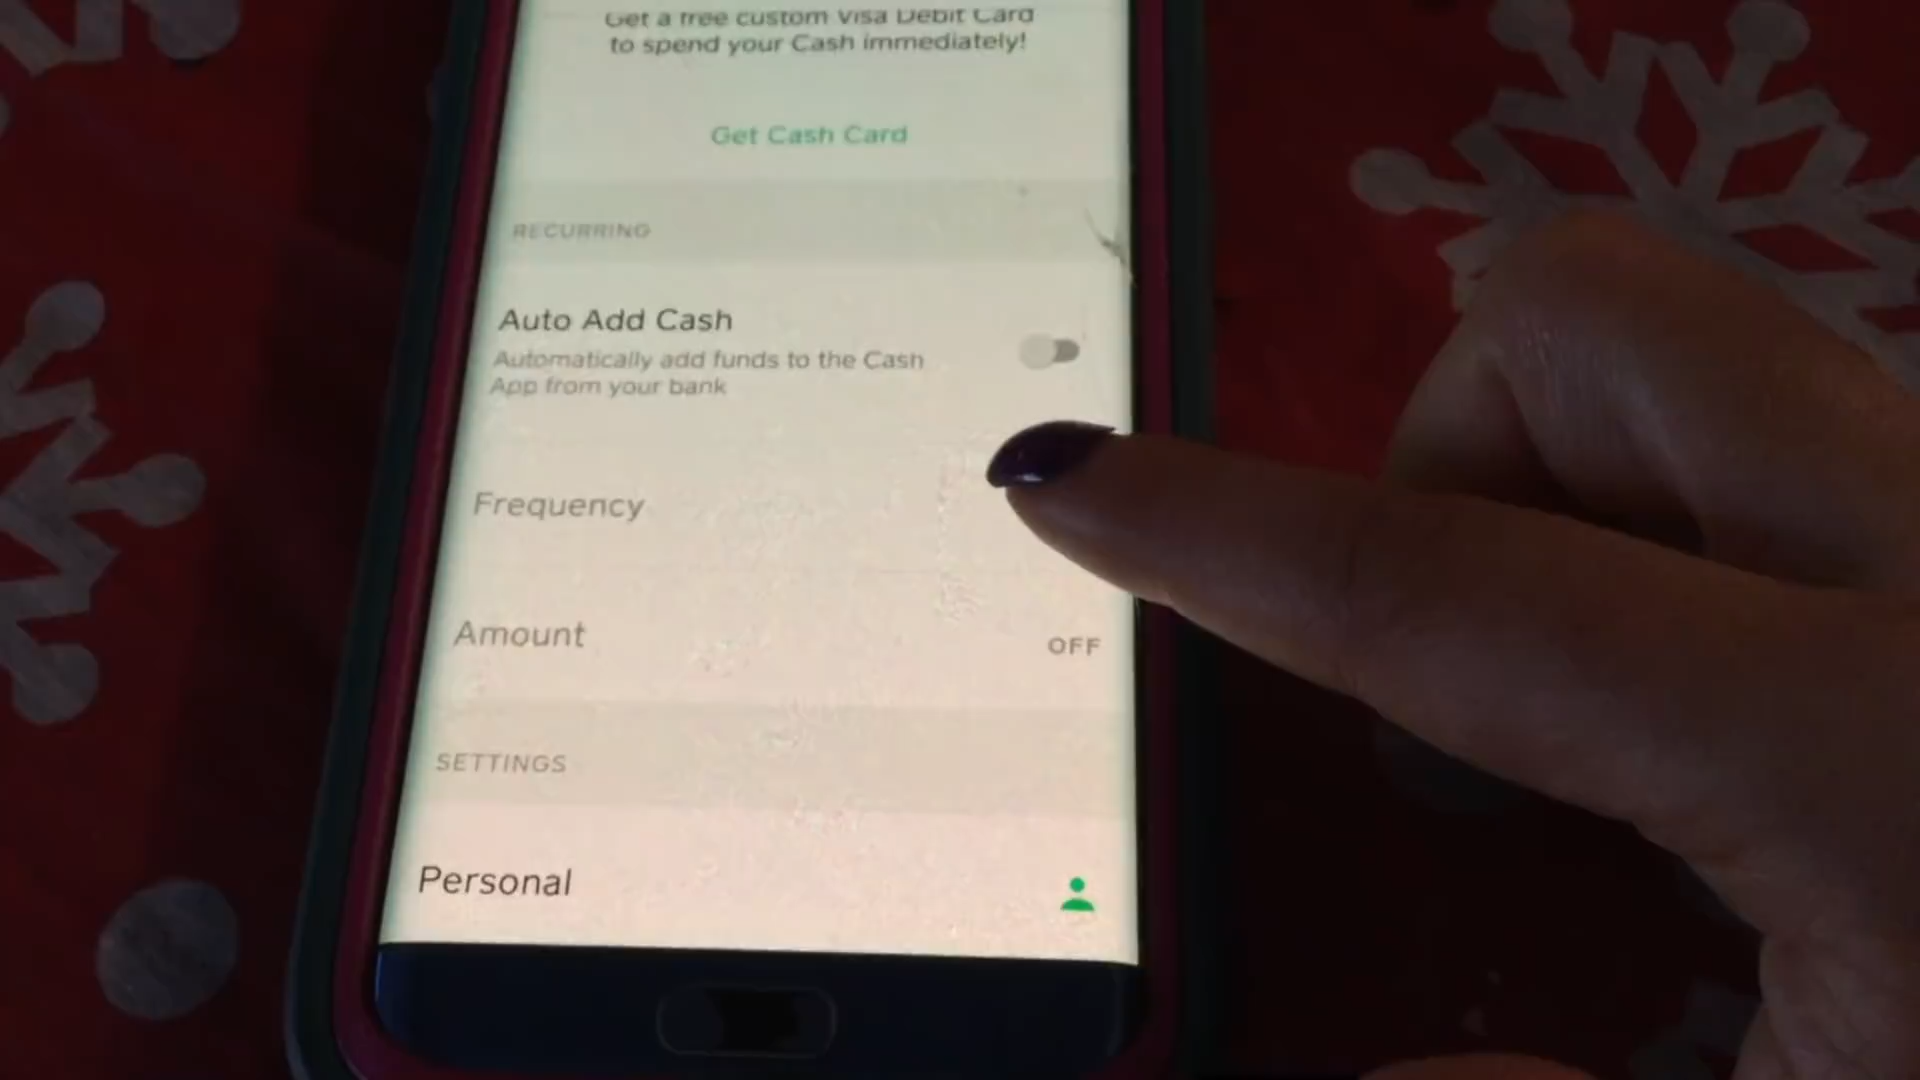 Get a free custom Visa Debit Card
to spend your Cash immediately!
Get Cash Card
RECURRING
Auto Add Cash
Automatically add funds to the Cash
App from your bank
Frequency
Amount
OFF
SETTINGS
Personal